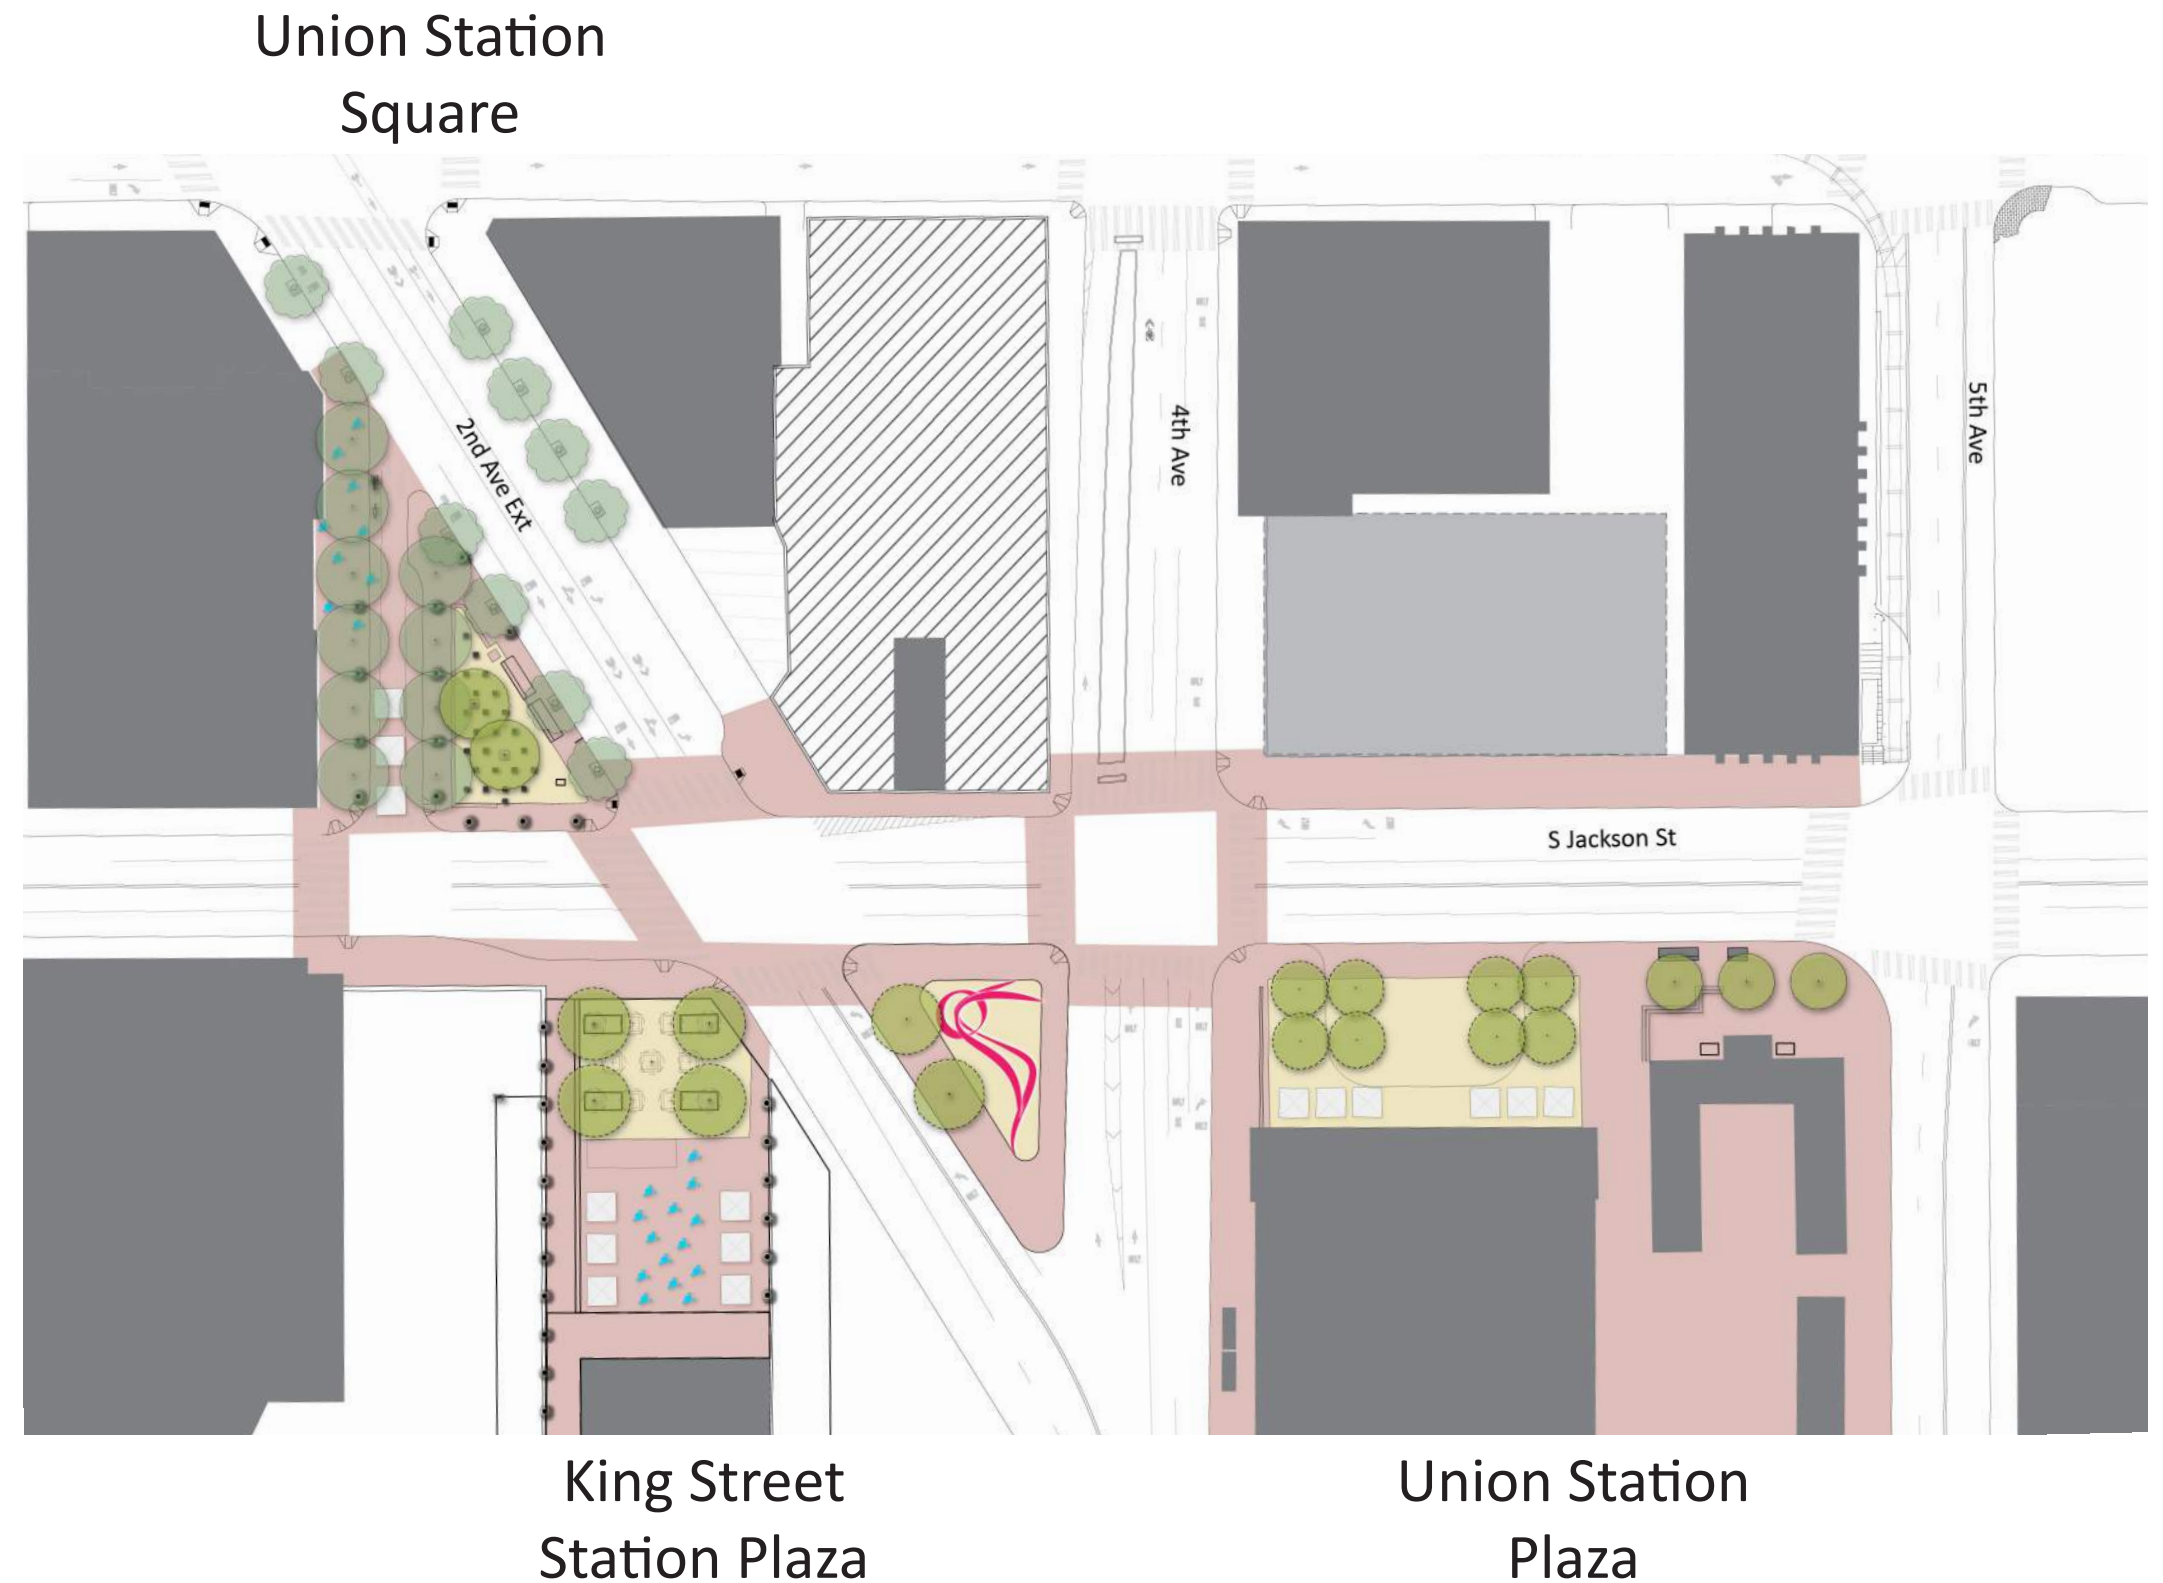 Union Station
Square
2nd Ave Ext
4th Ave
5th Ave
S Jackson St
King Street
Station Plaza
Union Station
Plaza